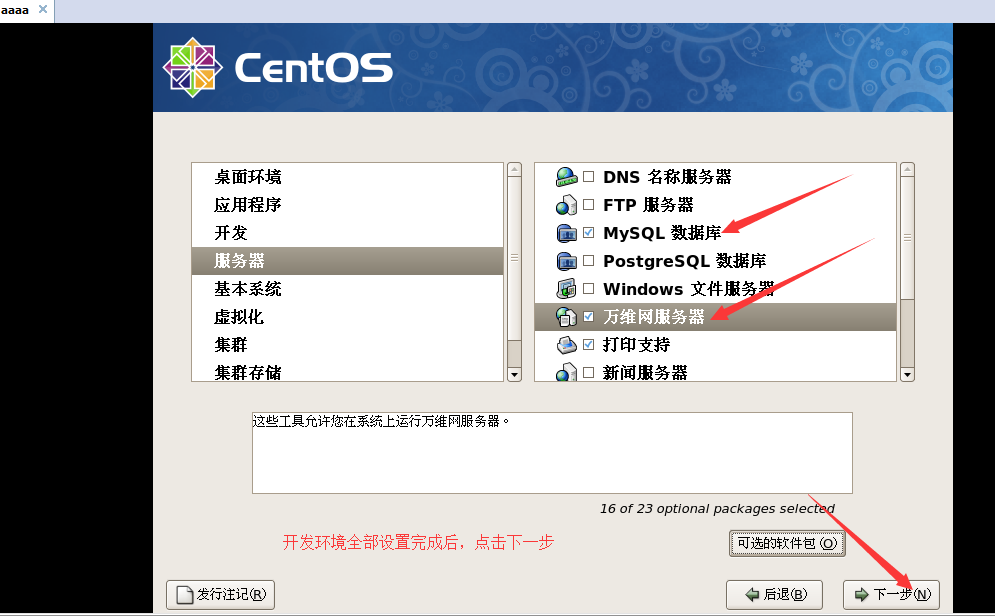 aaaa
CentOS
桌面环境
应用程序
开发
服务器
基本系统
虚拟化
集群
集群存储
DNS 名称服务器
FTP 服务器
MySQL 数据库
PostgreSQL 数据库
Windows 文件服务器
万维网服务器
打印支持
新闻服务器
这些工具允许您在系统上运行万维网服务器。
16 of 23 optional packages selected
开发环境全部设置完成后，点击下一步
可选的软件包(O)
发行注记(R)
后退(B)
下一步(N)